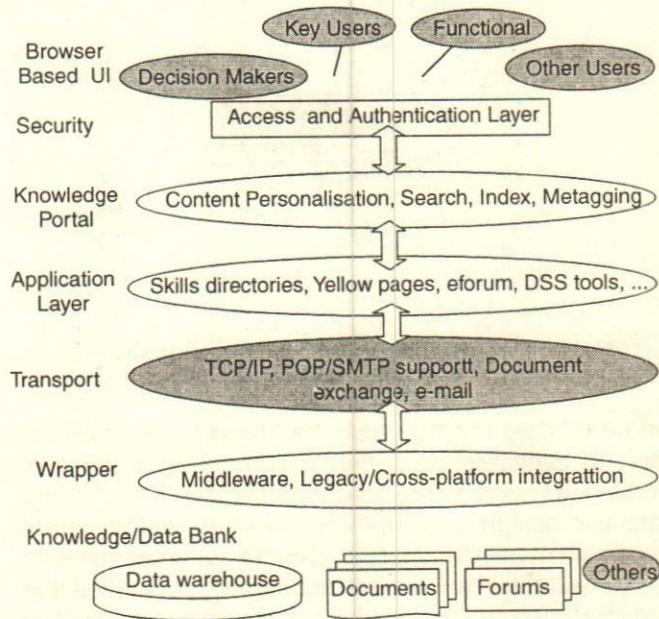 Key Users
Functional
Browser
Based UI
Decision Makers
Other Users
Security
Access and Authentication Layer
Knowledge
Portal
Content Personalisation, Search, Index, Metagging
Application
Layer
Skills directories, Yellow pages, eforum, DSS tools, ...
Transport
TCP/IP, POP/SMTP supportt, Document
exchange, e-mail
Wrapper
Middleware, Legacy/Cross-platform integrattion
Knowledge/Data Bank
Data warehouse
Documents
Forums
Others